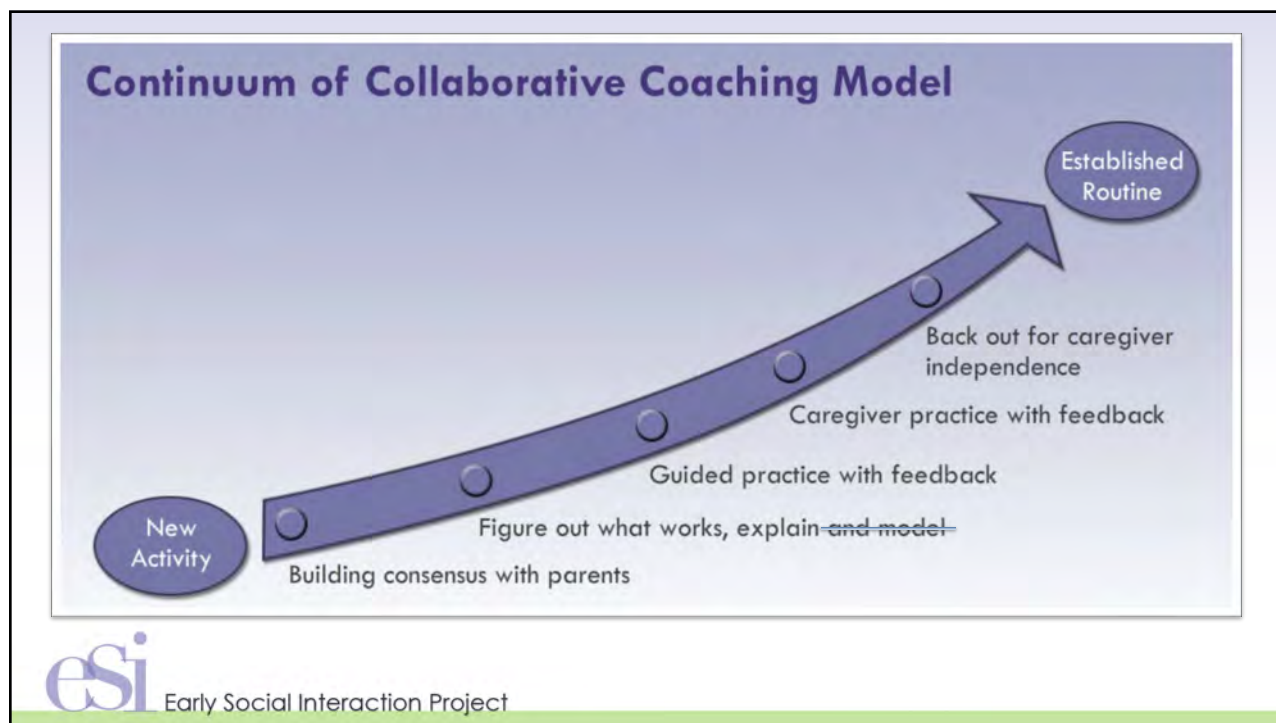 Continuum of Collaborative Coaching Model
Established
Routine
Back out for caregiver
independence
Caregiver practice with feedback
Guided practice with feedback
Figure out what works, explain and model
Building consensus with parents
New
Activity
esi Early Social Interaction Project